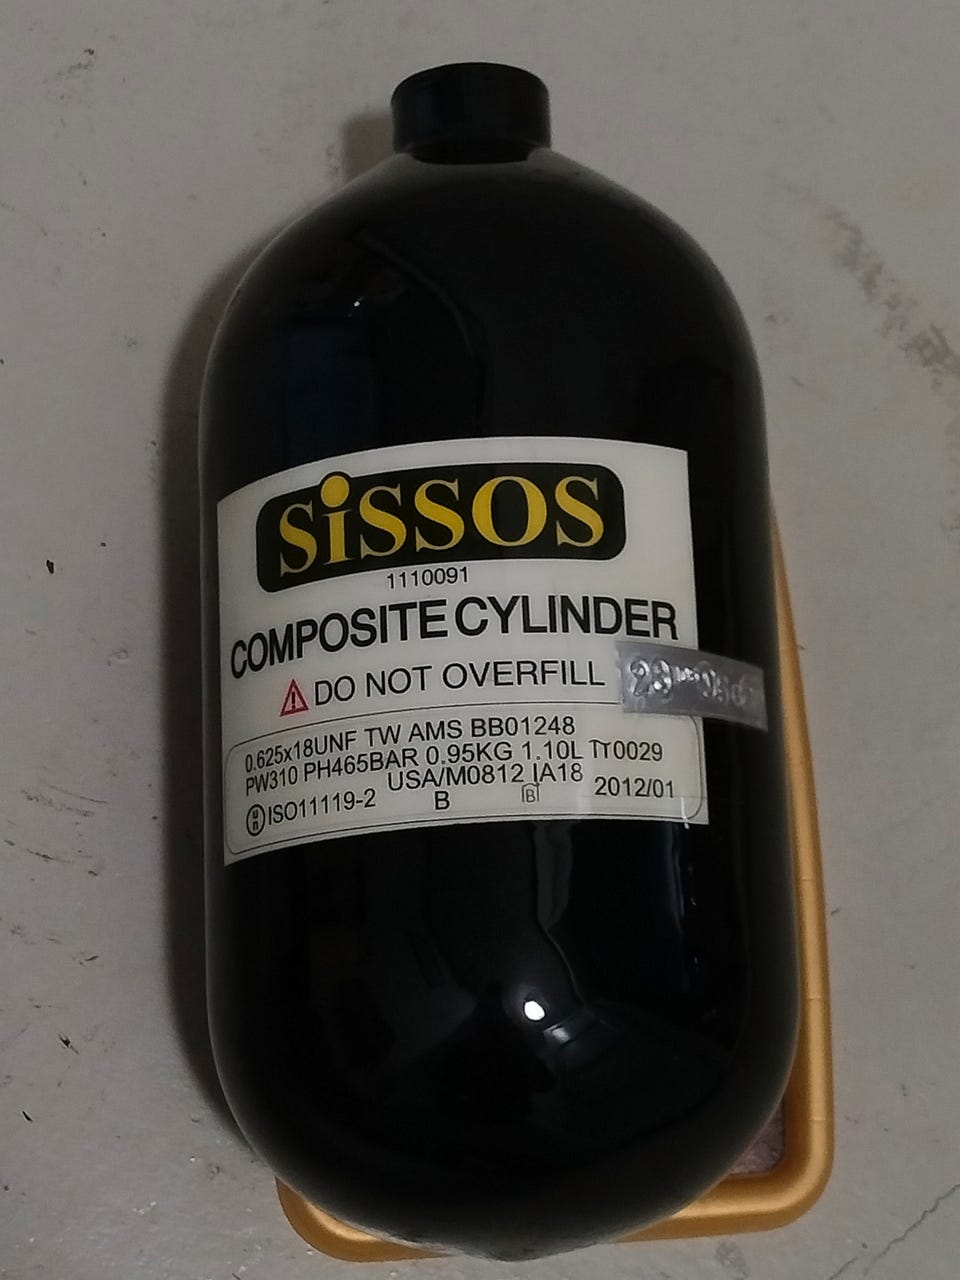 SiSSOS
1110091
COMPOSITE CYLINDER
DO NOT OVERFILL
0.625x18UNF TW AMS BB01248
PW310 PH465BAR 0.95KG 1.10L TT0029
USA/M0812 IA18
un ISO11119-2 B B 2012/01